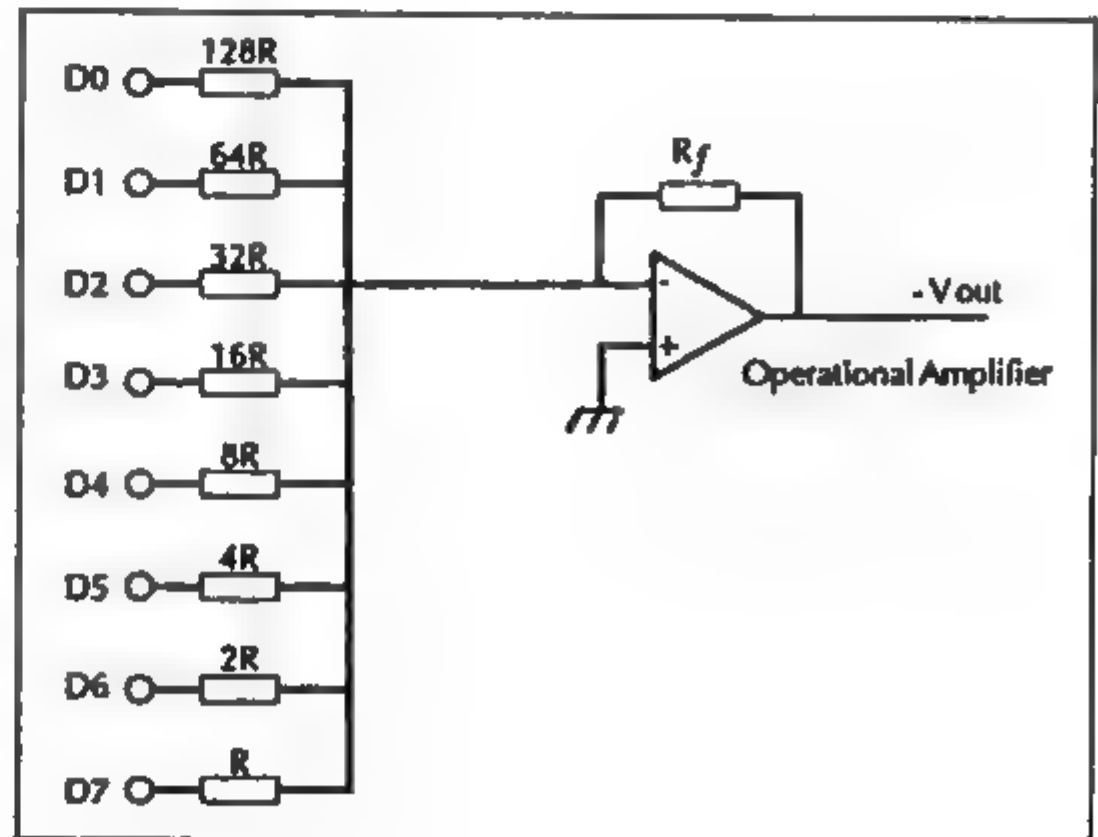 128R
D0
64R
D1
32R
D2
16R
D3
8R
D4
4R
D5
2R
D6
R
D7
Rf
-
+
- Vout
Operational Amplifier